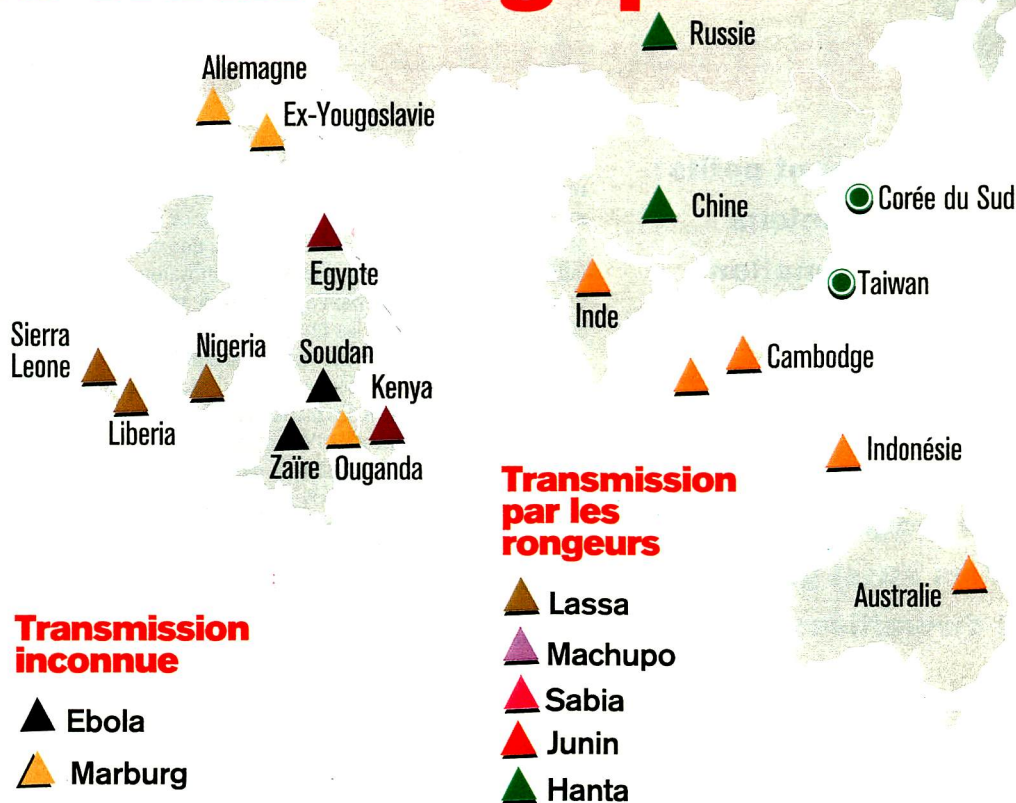 Russie
Allemagne
Ex-Yougoslavie
Chine
Corée du Sud
Egypte
Inde
Taiwan
Sierra
Leone
Nigeria
Soudan
Kenya
Cambodge
Liberia
Zaïre
Ouganda
Indonésie
Australie
Transmission
inconnue
Ebola
Marburg
Transmission
par les
rongeurs
Lassa
Machupo
Sabia
Junin
Hanta